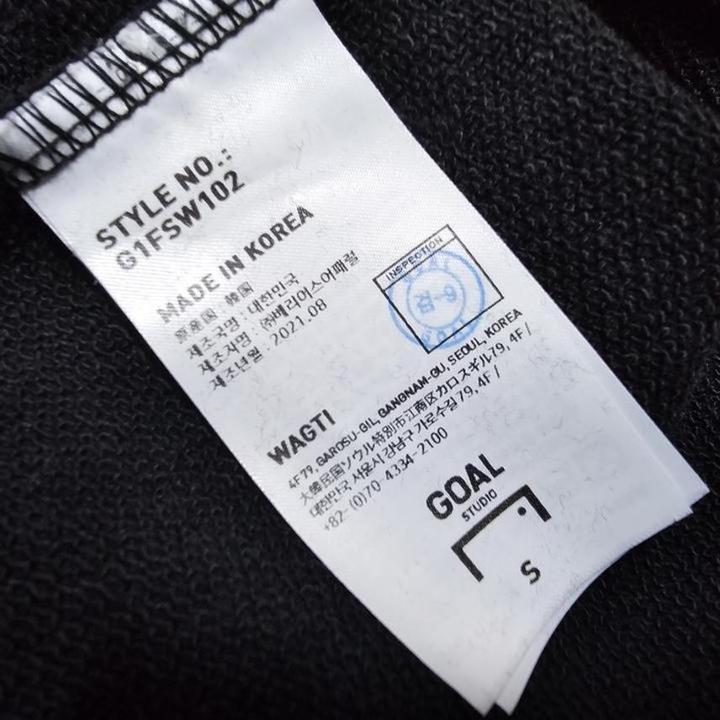 STYLE NO.:
G1FSW102
MADE IN KOREA
原産国 : 韓国
제조국명 : 대한민국
제조자명 : ㈜배리어스어패럴
제조년월 : 2021.08
INSPECTION
GOAL
검-6
WAGTI
4F 79, GAROSU-GIL, GANGNAM-GU, SEOUL, KOREA
大韓民国ソウル特別市江南区カロスギル79, 4F /
대한민국 서울시 강남구 가로수길 79, 4F /
+82- (0)70-4334-2100
GOAL
STUDIO
S